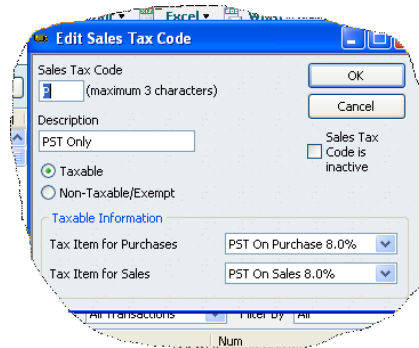 Excel
Edit Sales Tax Code
Sales Tax Code
P (maximum 3 characters)
OK
Cancel
Description
PST Only
Sales Tax
Code is
inactive
Taxable
Non-Taxable/Exempt
Taxable Information
Tax Item for Purchases PST On Purchase 8.0%
Tax Item for Sales PST On Sales 8.0%
All Transactions Filter By All
Num